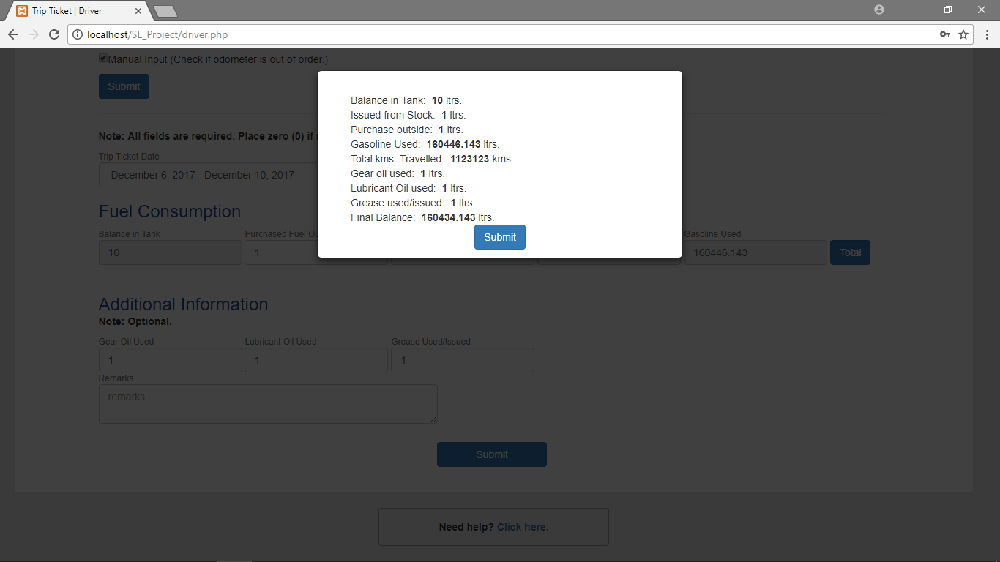 Trip Ticket | Driver
localhost/SE_Project/driver.php
Manual Input (Check if odometer is out of order.)
Submit
Note: All fields are required. Place zero (0) if
Trip Ticket Date
December 6, 2017 - December 10, 2017
Balance in Tank: 10 ltrs.
Issued from Stock: 1 ltrs.
Purchase outside: 1 ltrs.
Gasoline Used: 160446.143 ltrs.
Total kms. Travelled: 1123123 kms.
Gear oil used: 1 ltrs.
Lubricant Oil used: 1 ltrs.
Grease used/issued: 1 ltrs.
Final Balance: 160434.143 ltrs.
Submit
Fuel Consumption
Balance in Tank Purchased Fuel Gasoline Used
10 1 160446.143 Total
Additional Information
Note: Optional.
Gear Oil Used Lubricant Oil Used Grease Used/Issued
1 1 1
Remarks
remarks
Submit
Need help? Click here.